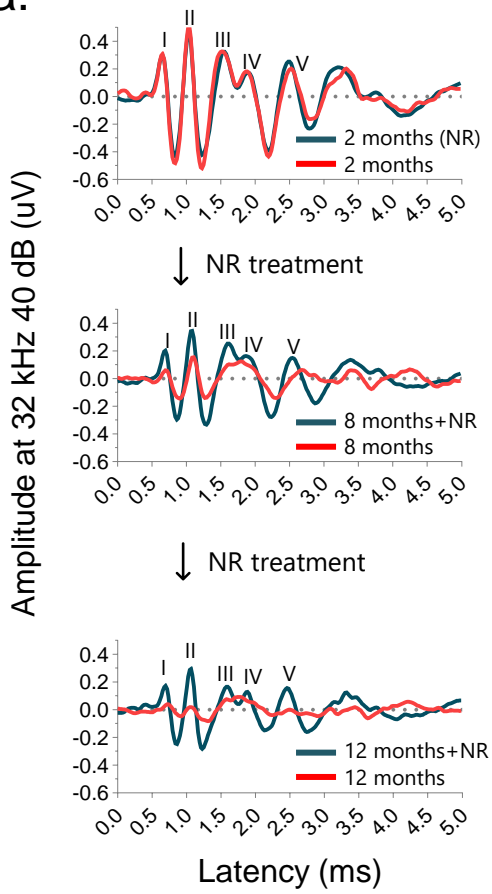 a.
Amplitude at 32 kHz 40 dB (uV)
I II III IV V
0.4
0.2
0.0
-0.2
-0.4
-0.6
2 months (NR)
2 months
0.0 0.5 1.0 1.5 2.0 2.5 3.0 3.5 4.0 4.5 5.0
↓ NR treatment
I II III IV V
0.4
0.2
0.0
-0.2
-0.4
-0.6
8 months+NR
8 months
0.0 0.5 1.0 1.5 2.0 2.5 3.0 3.5 4.0 4.5 5.0
↓ NR treatment
I II III IV V
0.4
0.2
0.0
-0.2
-0.4
-0.6
12 months+NR
12 months
0.0 0.5 1.0 1.5 2.0 2.5 3.0 3.5 4.0 4.5 5.0
Latency (ms)